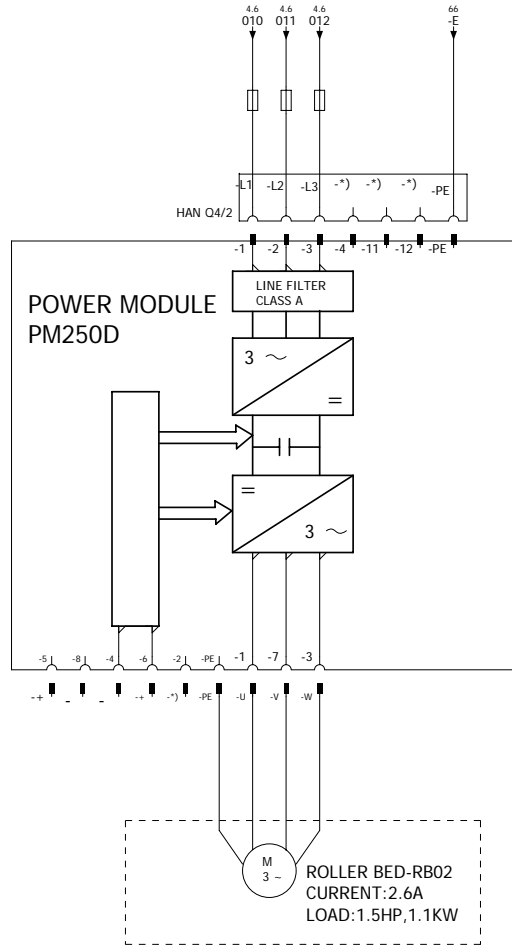 4.6 4.6 4.6 66
010 011 012 -E
-L1 -L2 -L3 -*) -*) -*) -PE
HAN Q4/2
-1 -2 -3 -4 -11 -12 -PE
LINE FILTER
CLASS A
POWER MODULE
PM250D
3 ~
=
=
3 ~
-5 -8 -4 -6 -2 -PE -1 -7 -3
-+ - - -+ -*) -PE -U -V -W
M
3 ~
ROLLER BED-RB02
CURRENT:2.6A
LOAD:1.5HP,1.1KW